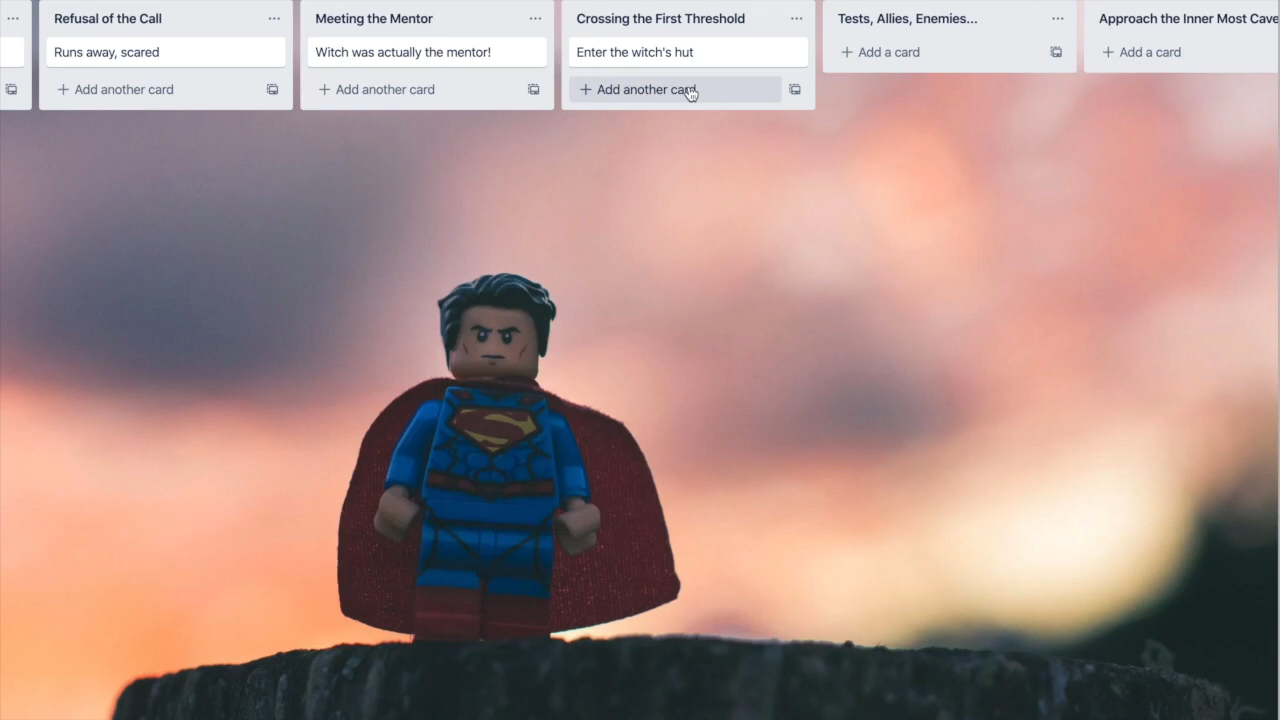 Refusal of the Call
Runs away, scared
Add another card
Meeting the Mentor
Witch was actually the mentor!
Add another card
Crossing the First Threshold
Enter the witch's hut
Add another card
Tests, Allies, Enemies...
Add a card
Approach the Inner Most Cave
Add a card